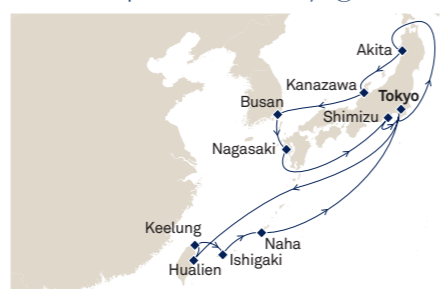 Akita
Kanazawa
Tokyo
Busan
Shimizu
Nagasaki
Keelung
Naha
Ishigaki
Hualien